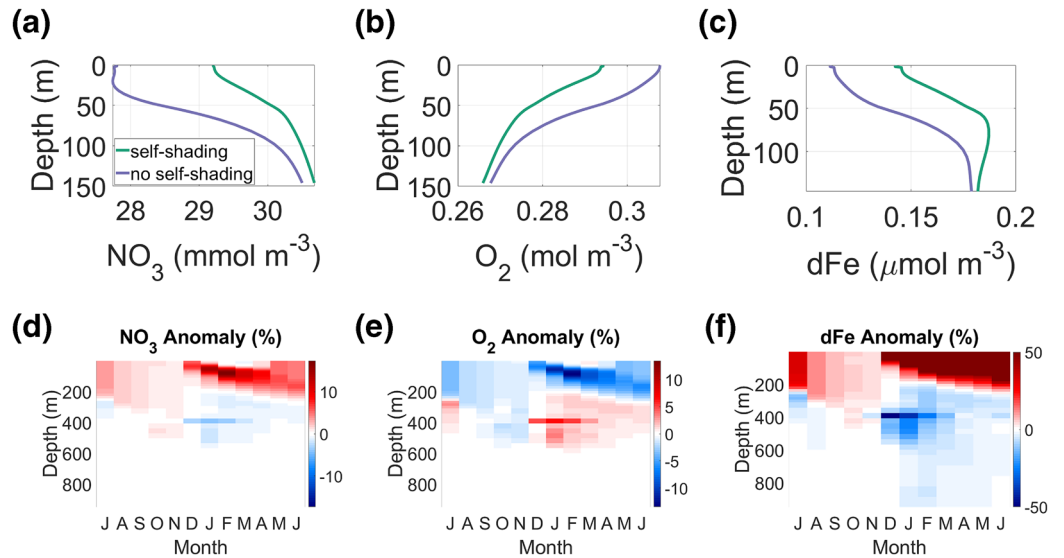 (a)
(b)
(c)
Depth (m)
0
50
100
150
self-shading
no self-shading
28
29
30
NO3 (mmol m-3)
Depth (m)
0
50
100
150
0.26
0.28
0.3
O2 (mol m-3)
Depth (m)
0
50
100
0.1
0.15
0.2
dFe (μmol m-3)
(d)
NO3 Anomaly (%)
Depth (m)
200
400
600
800
J A S O N D J F M A M J
Month
10
0
-10
(e)
O2 Anomaly (%)
Depth (m)
200
400
600
800
J A S O N D J F M A M J
Month
10
5
0
-5
-10
(f)
dFe Anomaly (%)
Depth (m)
200
400
600
800
J A S O N D J F M A M J
Month
50
0
-50